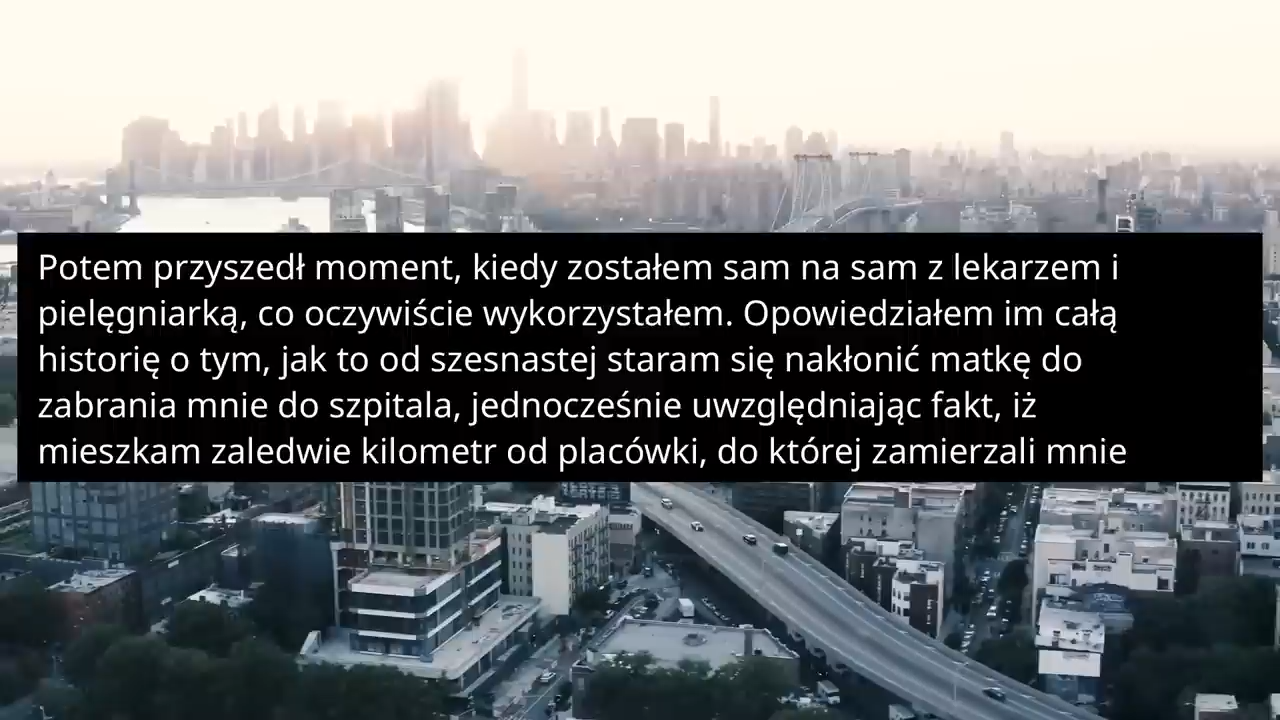 Potem przyszedł moment, kiedy zostałem sam na sam z lekarzem i
pielęgniarką, co oczywiście wykorzystałem. Opowiedziałem im całą
historię o tym, jak to od szesnastej staram się nakłonić matkę do
zabrania mnie do szpitala, jednocześnie uwzględniając fakt, iż
mieszkam zaledwie kilometr od placówki, do której zamierzali mnie